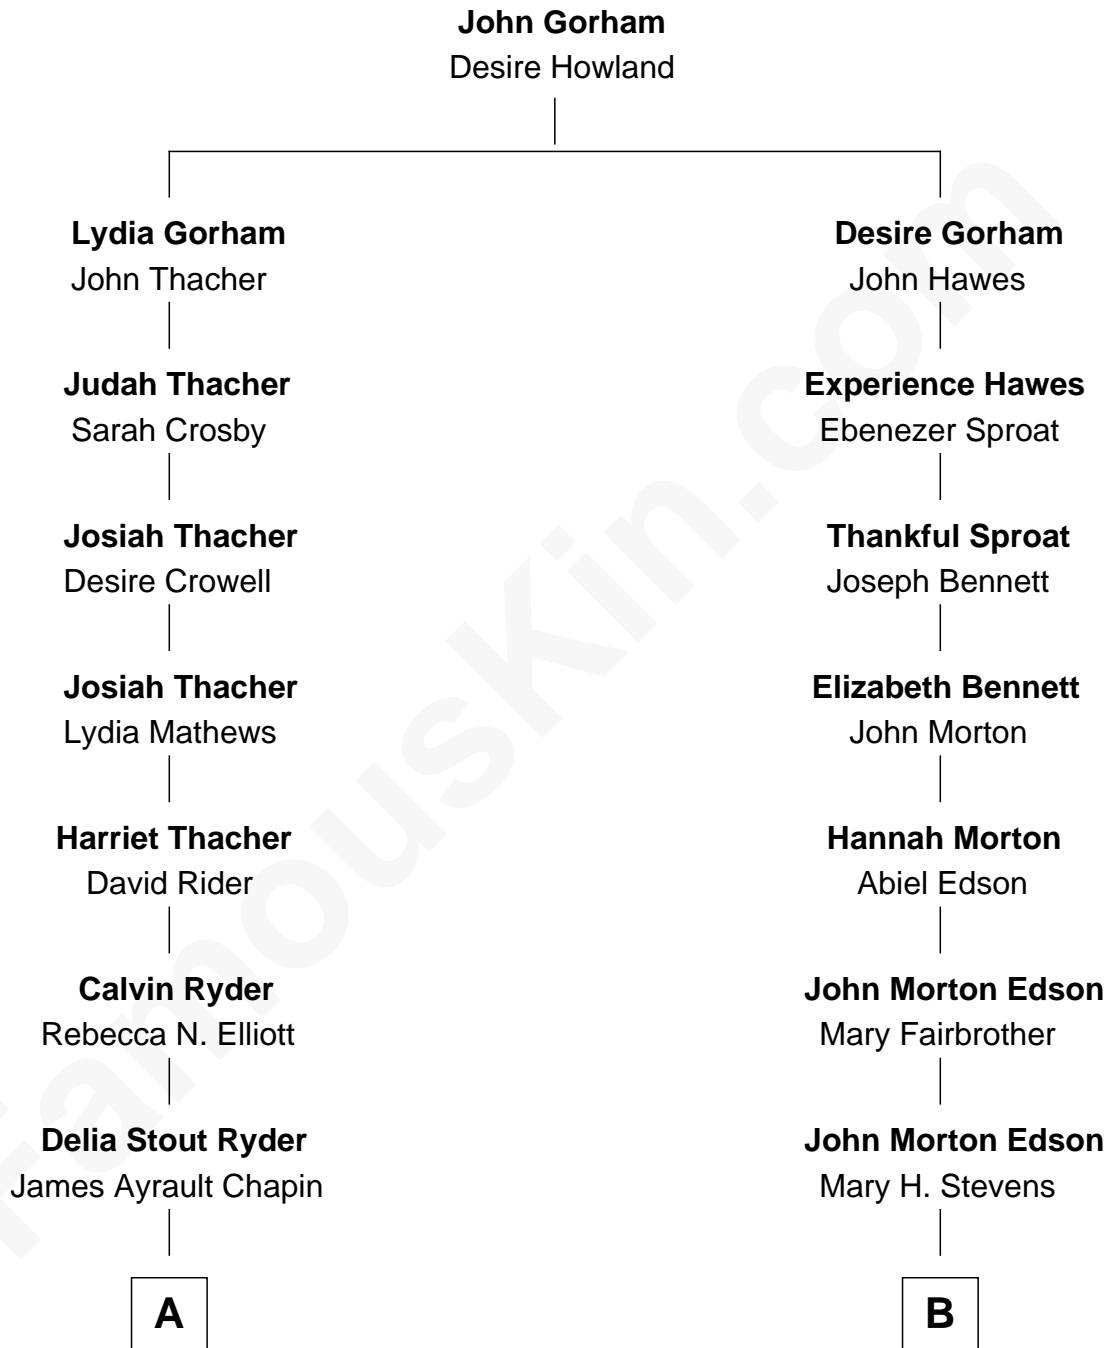 John Gorham
Desire Howland
Lydia Gorham
John Thacher
Judah Thacher
Sarah Crosby
Josiah Thacher
Desire Crowell
Josiah Thacher
Lydia Mathews
Harriet Thacher
David Rider
Calvin Ryder
Rebecca N. Elliott
Delia Stout Ryder
James Ayrault Chapin
A
Desire Gorham
John Hawes
Experience Hawes
Ebenezer Sproat
Thankful Sproat
Joseph Bennett
Elizabeth Bennett
John Morton
Hannah Morton
Abiel Edson
John Morton Edson
Mary Fairbrother
John Morton Edson
Mary H. Stevens
B
FamousKin.com